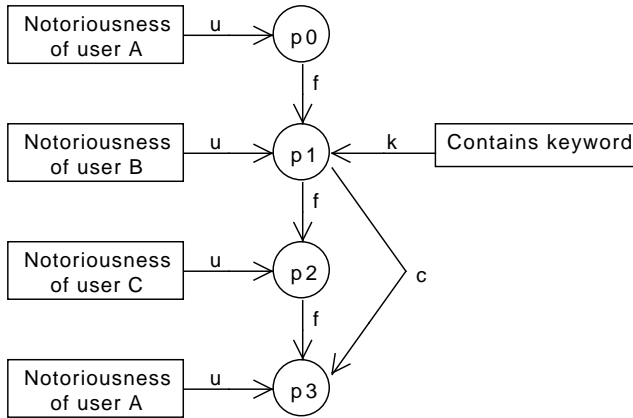 Notoriousness
of user A
u
p0
f
Notoriousness
of user B
u
p1
k
Contains keyword
f
Notoriousness
of user C
u
p2
c
f
Notoriousness
of user A
u
p3